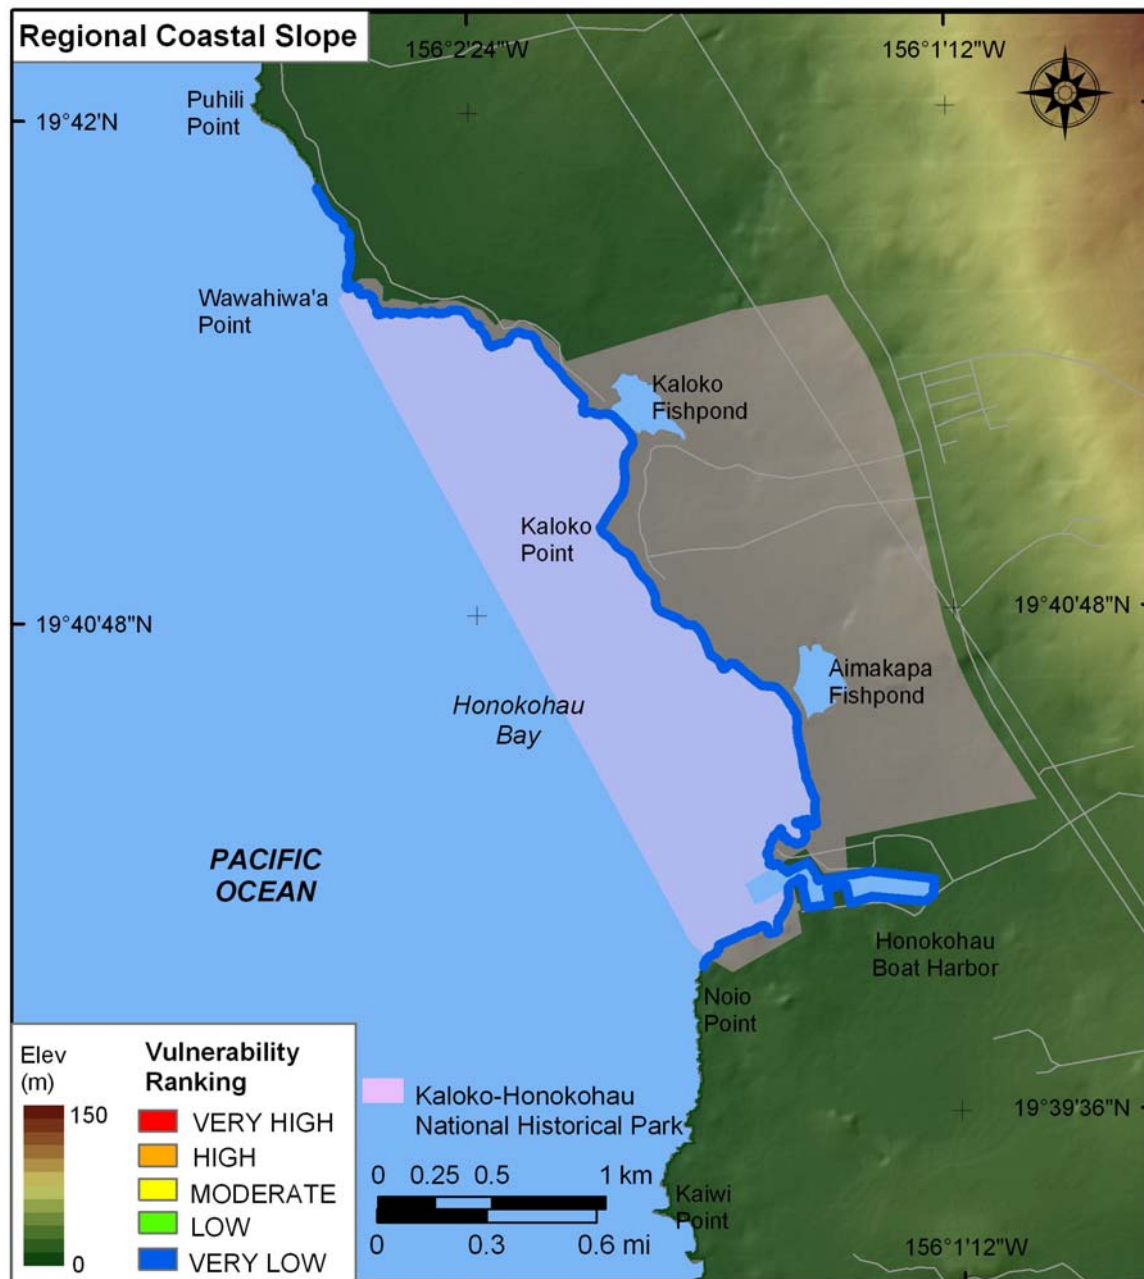 Regional Coastal Slope
156°2'24"W
156°1'12"W
Puhili
Point
19°42'N
Wawahiwa'a
Point
Kaloko
Fishpond
Kaloko
Point
19°40'48"N
19°40'48"N
Aimakapa
Fishpond
Honokohau
Bay
PACIFIC
OCEAN
Honokohau
Boat Harbor
Noio
Point
Elev
(m)
150
0
Vulnerability
Ranking
VERY HIGH
HIGH
MODERATE
LOW
VERY LOW
Kaloko-Honokohau
National Historical Park
0 0.25 0.5 1 km
0 0.3 0.6 mi
19°39'36"N
Kaiwi
Point
156°1'12"W